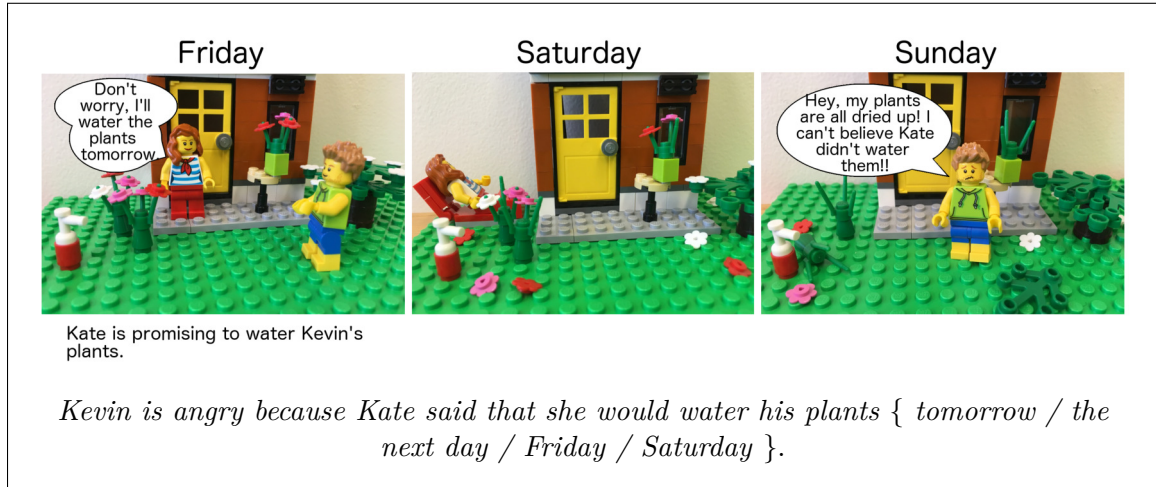 Friday
Saturday
Sunday
Don't
worry, I'll
water the
plants
tomorrow
Hey, my plants
are all dried up! I
can't believe Kate
didn't water
them!!
Kate is promising to water Kevin's
plants.
Kevin is angry because Kate said that she would water his plants { tomorrow / the
next day / Friday / Saturday }.